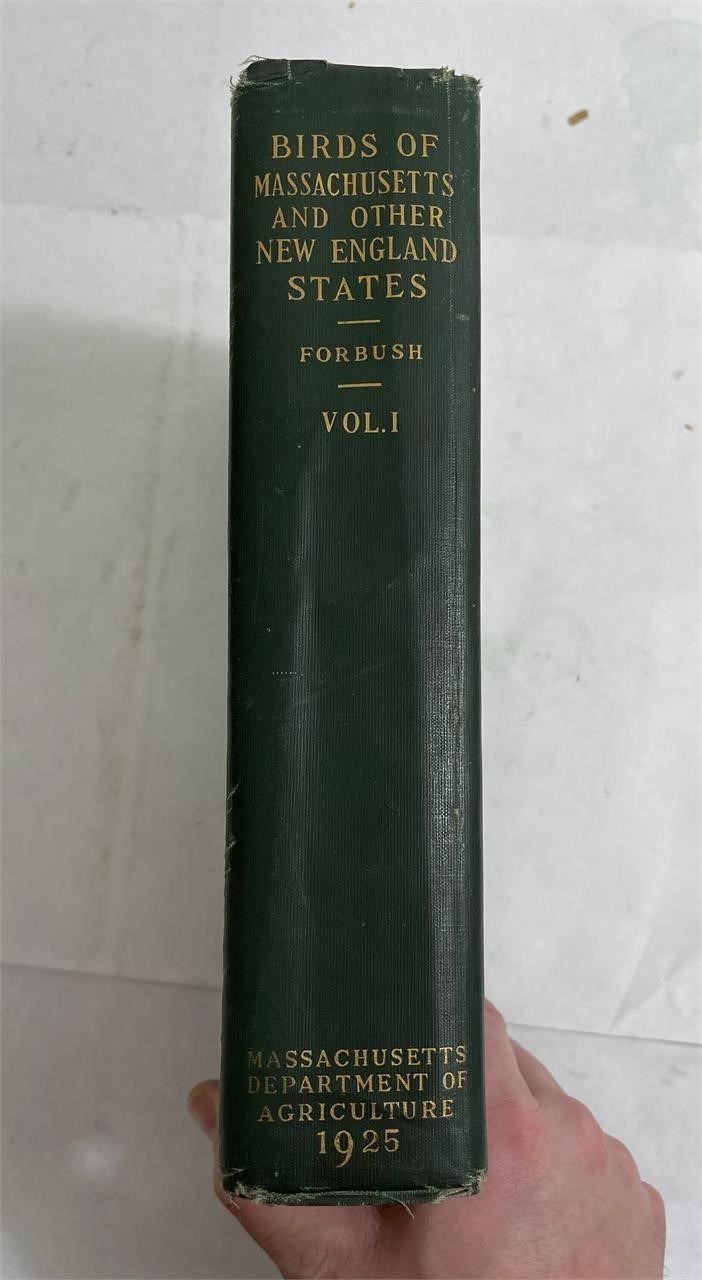 BIRDS OF
MASSACHUSETTS
AND OTHER
NEW ENGLAND
STATES
FORBUSH
VOL.I
MASSACHUSETTS
DEPARTMENT OF
AGRICULTURE
1925